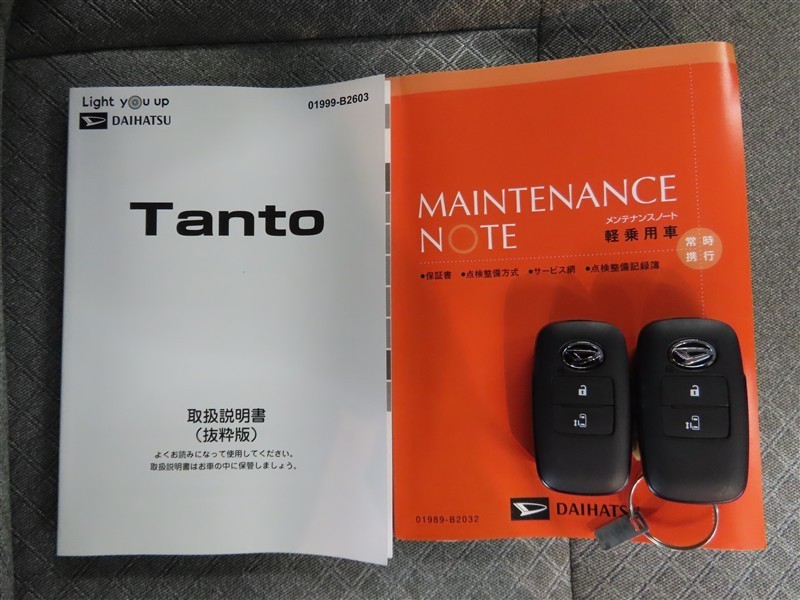 Light you up
DAIHATSU
01999-B2603
Tanto
取扱説明書
(抜粋版)
よくお読みになって使用してください。
取扱説明書はお車の中に保管しましょう。
MAINTENANCE
NOTE
メンテナンスノート
軽乗用車
常時
携行
●保証書 ●点検整備方式 ●サービス網 ●点検整備記録簿
01989-B2032
DAIHATSU